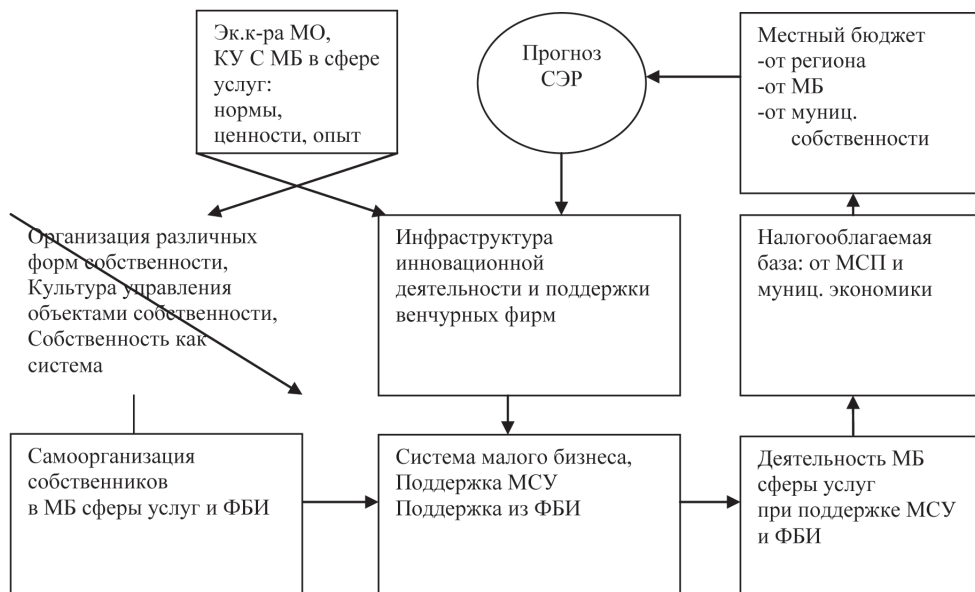 Эк.к-ра МО,
КУ С МБ в сфере
услуг:
нормы,
ценности, опыт
Прогноз
СЭР
Местный бюджет
-от региона
-от МБ
-от муниц.
собственности
Организация различных
форм собственности,
Культура управления
объектами собственности,
Собственность как
система
Инфраструктура
инновационной
деятельности и поддержки
венчурных фирм
Налогооблагаемая
база: от МСП и
муниц. экономики
Самоорганизация
собственников
в МБ сферы услуг и ФБИ
Система малого бизнеса,
Поддержка МСУ
Поддержка из ФБИ
Деятельность МБ
сферы услуг
при поддержке МСУ
и ФБИ